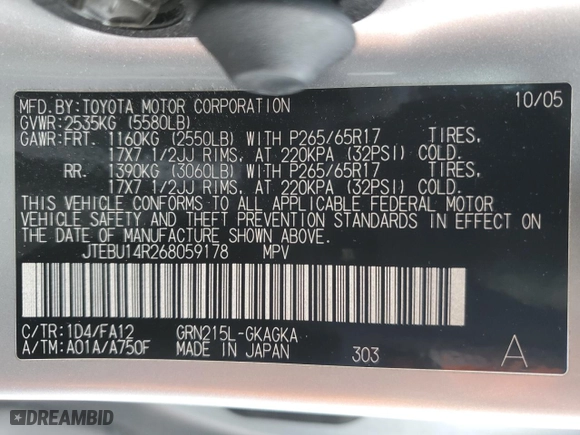 MFD.BY:TOYOTA MOTOR CORPORATION 10/05
GVWR:2535KG (5580LB)
GAWR:FRT. 1160KG (2550LB) WITH P265/65R17 TIRES,
17X7 1/2JJ RIMS, AT 220KPA (32PSI) COLD.
RR. 1390KG (3060LB) WITH P265/65R17 TIRES,
17X7 1/2JJ RIMS, AT 220KPA (32PSI) COLD.
THIS VEHICLE CONFORMS TO ALL APPLICABLE FEDERAL MOTOR
VEHICLE SAFETY AND THEFT PREVENTION STANDARDS IN EFFECT ON
THE DATE OF MANUFACTURE SHOWN ABOVE.
JTEBU14R268059178 MPV
C/TR:1D4/FA12 GRN215L-GKAGKA
A/TM:A01A/A750F MADE IN JAPAN 303 A
DREAMBID